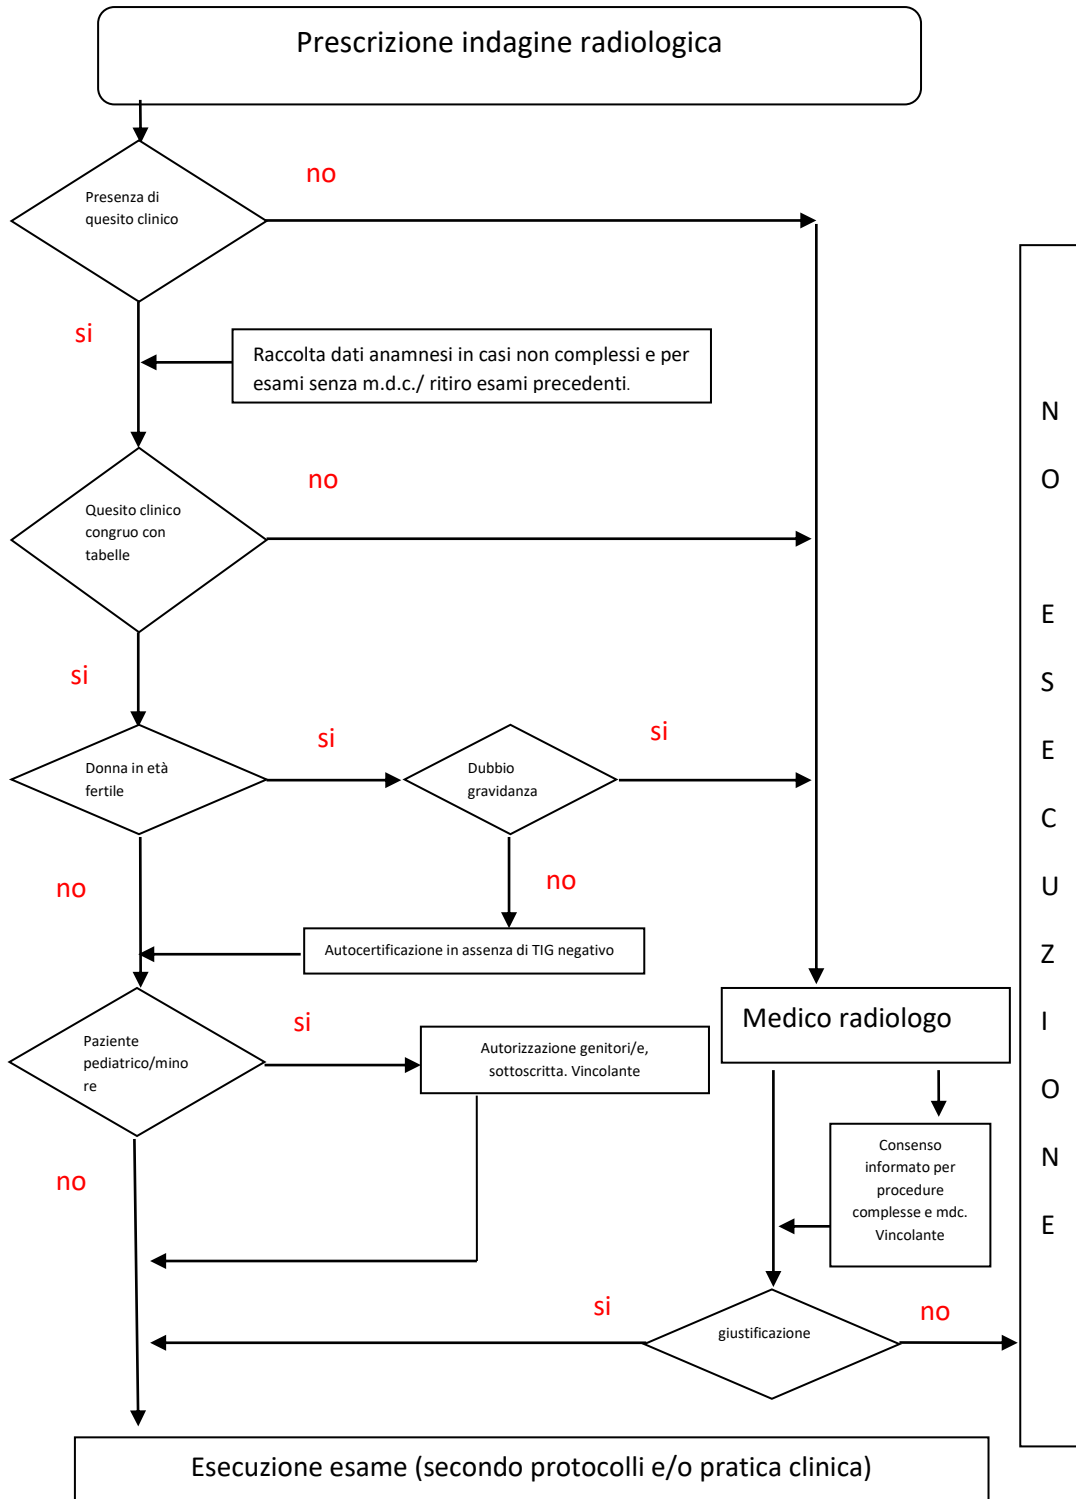 Prescrizione indagine radiologica
no
Presenza di
quesito clinico
si
Raccolta dati anamnesi in casi non complessi e per
esami senza m.d.c./ ritiro esami precedenti.
no
Quesito clinico
congruo con
tabelle
si
si
si
Donna in età
fertile
Dubbio
gravidanza
no
no
Autocertificazione in assenza di TIG negativo
si
Paziente
pediatrico/mino
re
Autorizzazione genitori/e,
sottoscritta. Vincolante
Medico radiologo
no
Consenso
informato per
procedure
complesse e mdc.
Vincolante
si
no
giustificazione
N
O
E
S
E
C
U
Z
I
O
N
E
Esecuzione esame (secondo protocolli e/o pratica clinica)